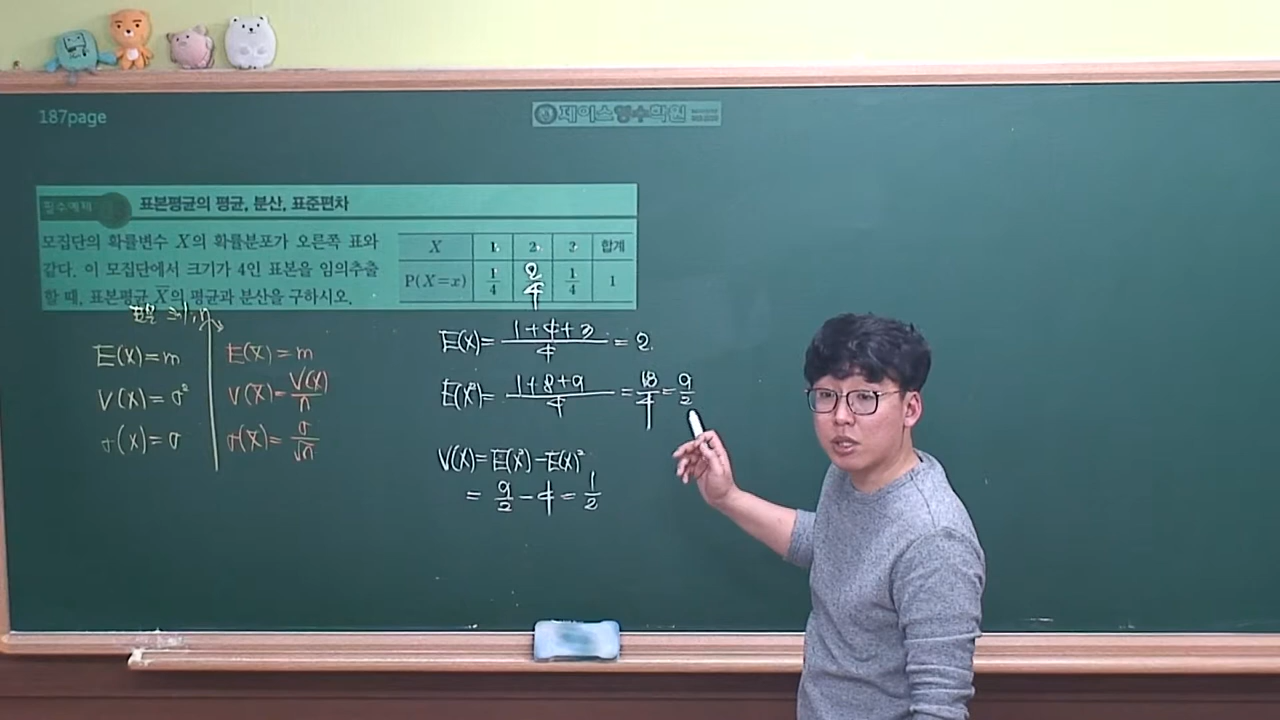 187page
제이스영수학원
필수예제
표본평균의 평균, 분산, 표준편차
모집단의 확률변수 X의 확률분포가 오른쪽 표와
같다. 이 모집단에서 크기가 4인 표본을 임의추출
할 때, 표본평균 X̄의 평균과 분산을 구하시오.
X 1 2 3 합계
P(X=x) 1/4 2/4 1/4 1
표본 크기, n
E(X)=m
V(X)=σ²
σ(X)=σ
E(X̄)=m
V(X̄)=V(X)/n
σ(X̄)=σ/√n
E(X)=(1+4+3)/4=2
E(X²)=(1+8+9)/4=18/4=9/2
V(X)=E(X²)-E(X)²
=9/2-4=1/2